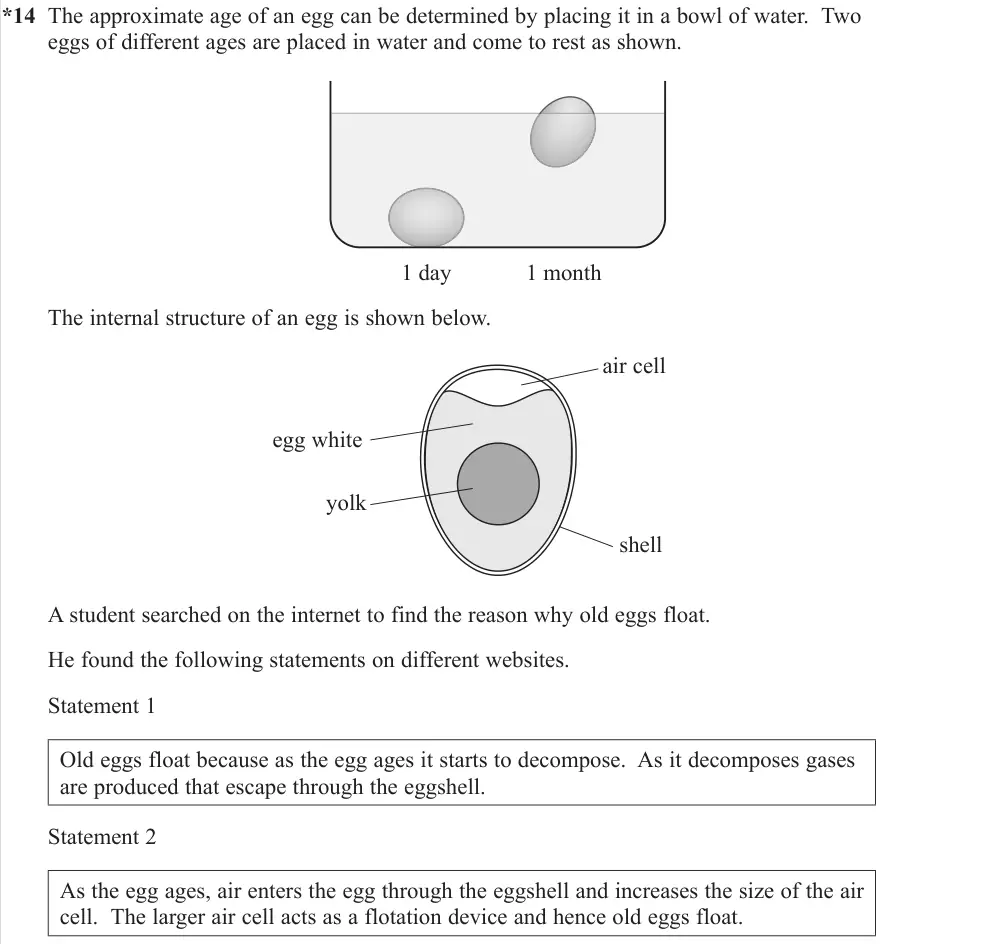 *14 The approximate age of an egg can be determined by placing it in a bowl of water. Two
eggs of different ages are placed in water and come to rest as shown.
1 day 1 month
The internal structure of an egg is shown below.
air cell
egg white
yolk
shell
A student searched on the internet to find the reason why old eggs float.
He found the following statements on different websites.
Statement 1
Old eggs float because as the egg ages it starts to decompose. As it decomposes gases
are produced that escape through the eggshell.
Statement 2
As the egg ages, air enters the egg through the eggshell and increases the size of the air
cell. The larger air cell acts as a flotation device and hence old eggs float.